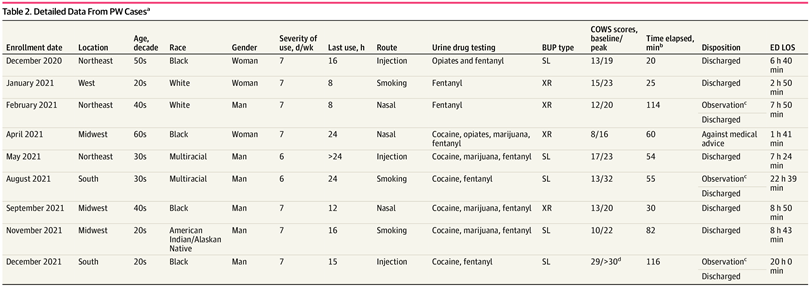 Table 2. Detailed Data From PW Casesᵃ
Enrollment date Location Age, decade Race Gender Severity of use, d/wk Last use, h Route Urine drug testing BUP type COWS scores, baseline/peak Time elapsed, minᵇ Disposition ED LOS
December 2020 Northeast 50s Black Woman 7 16 Injection Opiates and fentanyl SL 13/19 20 Discharged 6 h 40 min
January 2021 West 20s White Woman 7 8 Smoking Fentanyl XR 15/23 25 Discharged 2 h 50 min
February 2021 Northeast 40s White Man 7 8 Nasal Fentanyl XR 12/20 114 Observationᶜ Discharged 7 h 50 min
April 2021 Midwest 60s Black Woman 7 24 Nasal Cocaine, opiates, marijuana, fentanyl XR 8/16 60 Against medical advice 1 h 41 min
May 2021 Northeast 30s Multiracial Man 6 >24 Injection Cocaine, marijuana, fentanyl SL 17/23 54 Discharged 7 h 24 min
August 2021 South 30s Multiracial Man 6 24 Smoking Cocaine, fentanyl SL 13/32 55 Observationᶜ Discharged 22 h 39 min
September 2021 Midwest 40s Black Man 7 12 Nasal Cocaine, marijuana, fentanyl XR 13/20 30 Discharged 8 h 50 min
November 2021 Midwest 20s American Indian/Alaskan Native Man 7 16 Smoking Cocaine, marijuana, fentanyl SL 10/22 82 Discharged 8 h 43 min
December 2021 South 20s Black Man 7 15 Injection Cocaine, fentanyl SL 29/>30ᵈ 116 Observationᶜ Discharged 20 h 0 min